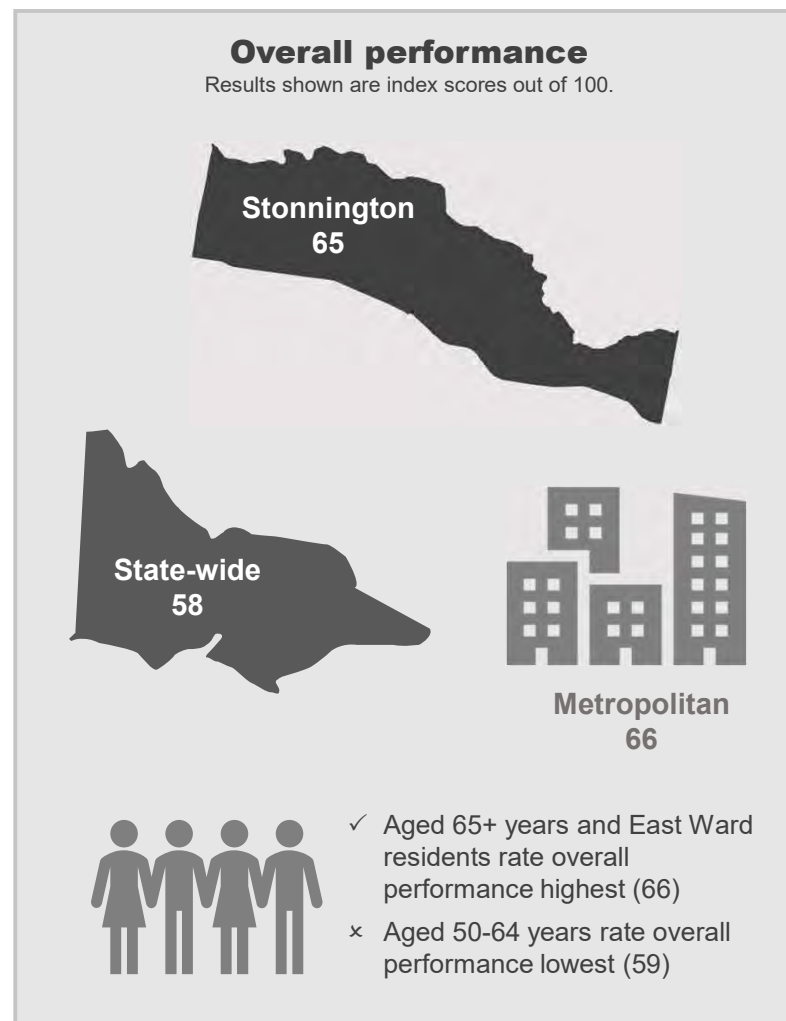 Overall performance
Results shown are index scores out of 100.
Stonnington
65
State-wide
58
Metropolitan
66
✓ Aged 65+ years and East Ward
residents rate overall
performance highest (66)
× Aged 50-64 years rate overall
performance lowest (59)